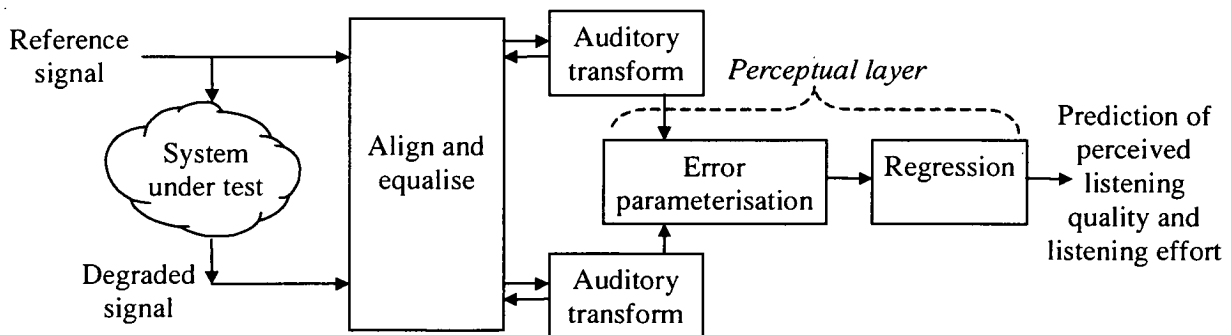 Reference
signal
System
under test
Degraded
signal
Align and
equalise
Auditory
transform
Auditory
transform
Perceptual layer
Error
parameterisation
Regression
Prediction of
perceived
listening
quality and
listening effort